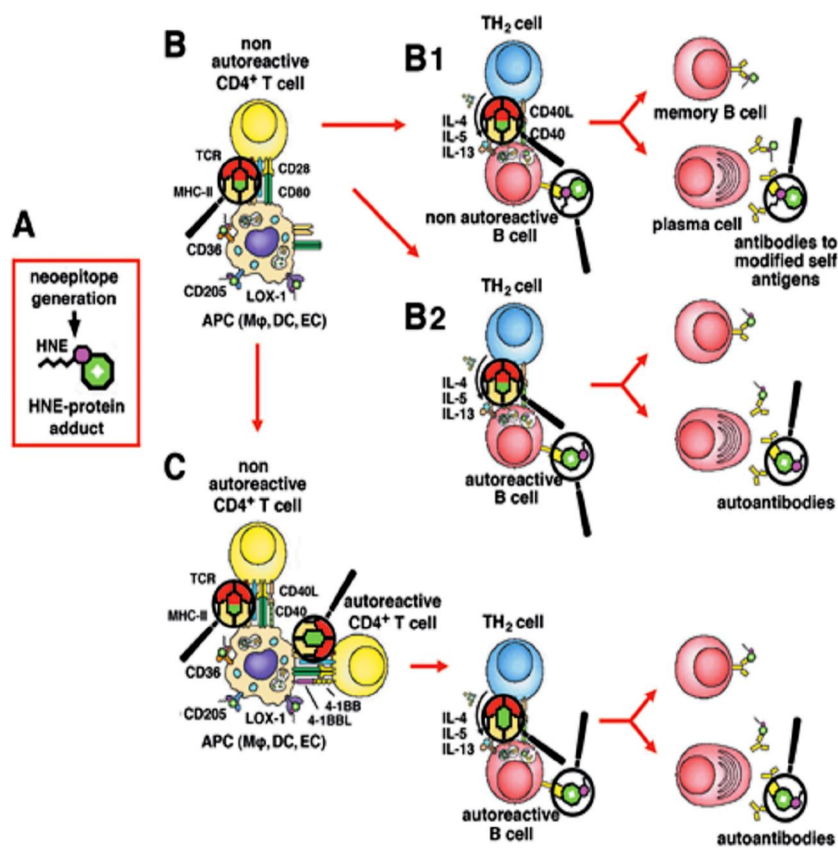 A
neoepitope
generation
HNE
HNE-protein
adduct
B
non
autoreactive
CD4+ T cell
TCR
CD28
MHC-II
CD80
CD36
CD205
LOX-1
APC (Mφ, DC, EC)
B1
TH2 cell
IL-4
IL-5
IL-13
CD40L
CD40
non autoreactive
B cell
memory B cell
plasma cell
antibodies to
modified self
antigens
B2
TH2 cell
IL-4
IL-5
IL-13
autoreactive
B cell
autoantibodies
C
non
autoreactive
CD4+ T cell
TCR
CD40L
MHC-II
CD40
autoreactive
CD4+ T cell
CD36
CD205
LOX-1
4-1BB
4-1BBL
APC (Mφ, DC, EC)
TH2 cell
IL-4
IL-5
IL-13
autoreactive
B cell
autoantibodies